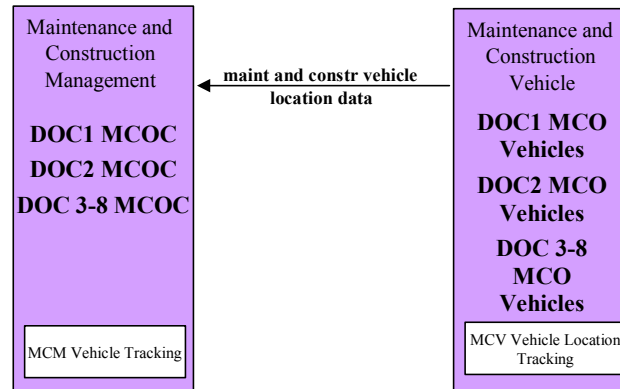 Maintenance and
Construction
Management
DOC1 MCOC
DOC2 MCOC
DOC 3-8 MCOC
MCM Vehicle Tracking
maint and constr vehicle
location data
Maintenance and
Construction
Vehicle
DOC1 MCO
Vehicles
DOC2 MCO
Vehicles
DOC 3-8
MCO
Vehicles
MCV Vehicle Location
Tracking